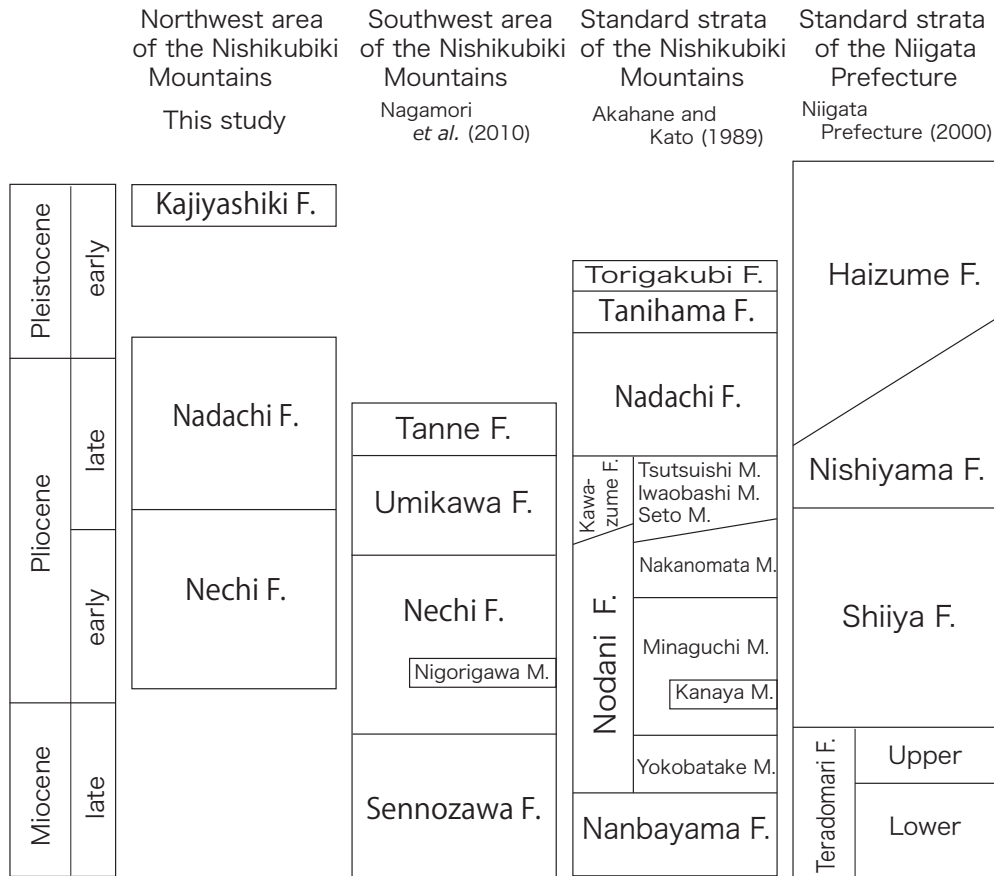 Northwest area
of the Nishikubiki
Mountains
This study
Southwest area
of the Nishikubiki
Mountains
Nagamori
et al. (2010)
Standard strata
of the Nishikubiki
Mountains
Akahane and
Kato (1989)
Standard strata
of the Niigata
Prefecture
Niigata
Prefecture (2000)
Pleistocene
early
Pliocene
late
early
Miocene
late
Kajiyashiki F.
Nadachi F.
Nechi F.
Tanne F.
Umikawa F.
Nechi F.
Nigorigawa M.
Sennozawa F.
Torigakubi F.
Tanihama F.
Nadachi F.
Kawa-
zume F.
Tsutsuishi M.
Iwaobashi M.
Seto M.
Nodani F.
Nakanomata M.
Minaguchi M.
Kanaya M.
Yokobatake M.
Nanbayama F.
Haizume F.
Nishiyama F.
Shiiya F.
Teradomari F.
Upper
Lower